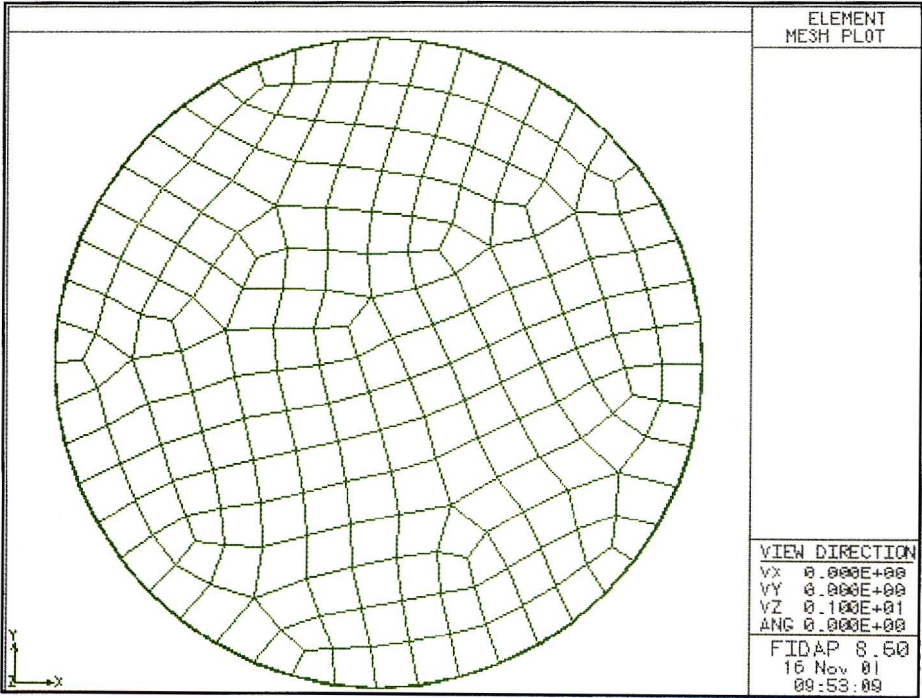 ELEMENT
MESH PLOT
VIEW DIRECTION
VX 0.000E+00
VY 0.000E+00
VZ 0.100E+01
ANG 0.000E+00
FIDAP 8.60
16 Nov 01
09:53:09
Y
Z X